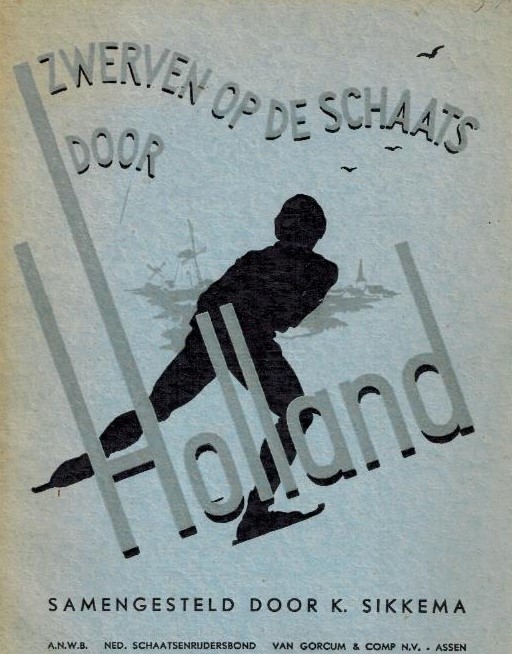 ZWERVEN OP DE SCHAATS
DOOR
Holland
SAMENGESTELD DOOR K. SIKKEMA
A.N.W.B. NED. SCHAATSENRIJDERSBOND VAN GORCUM & COMP N.V. - ASSEN